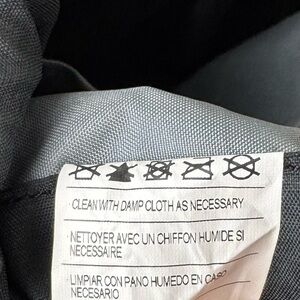 CLEAN WITH DAMP CLOTH AS NECESSARY
NETTOYER AVEC UN CHIFFON HUMIDE SI
NECESSAIRE
LIMPIAR CON PANO HUMEDO EN CASO
NECESARIO